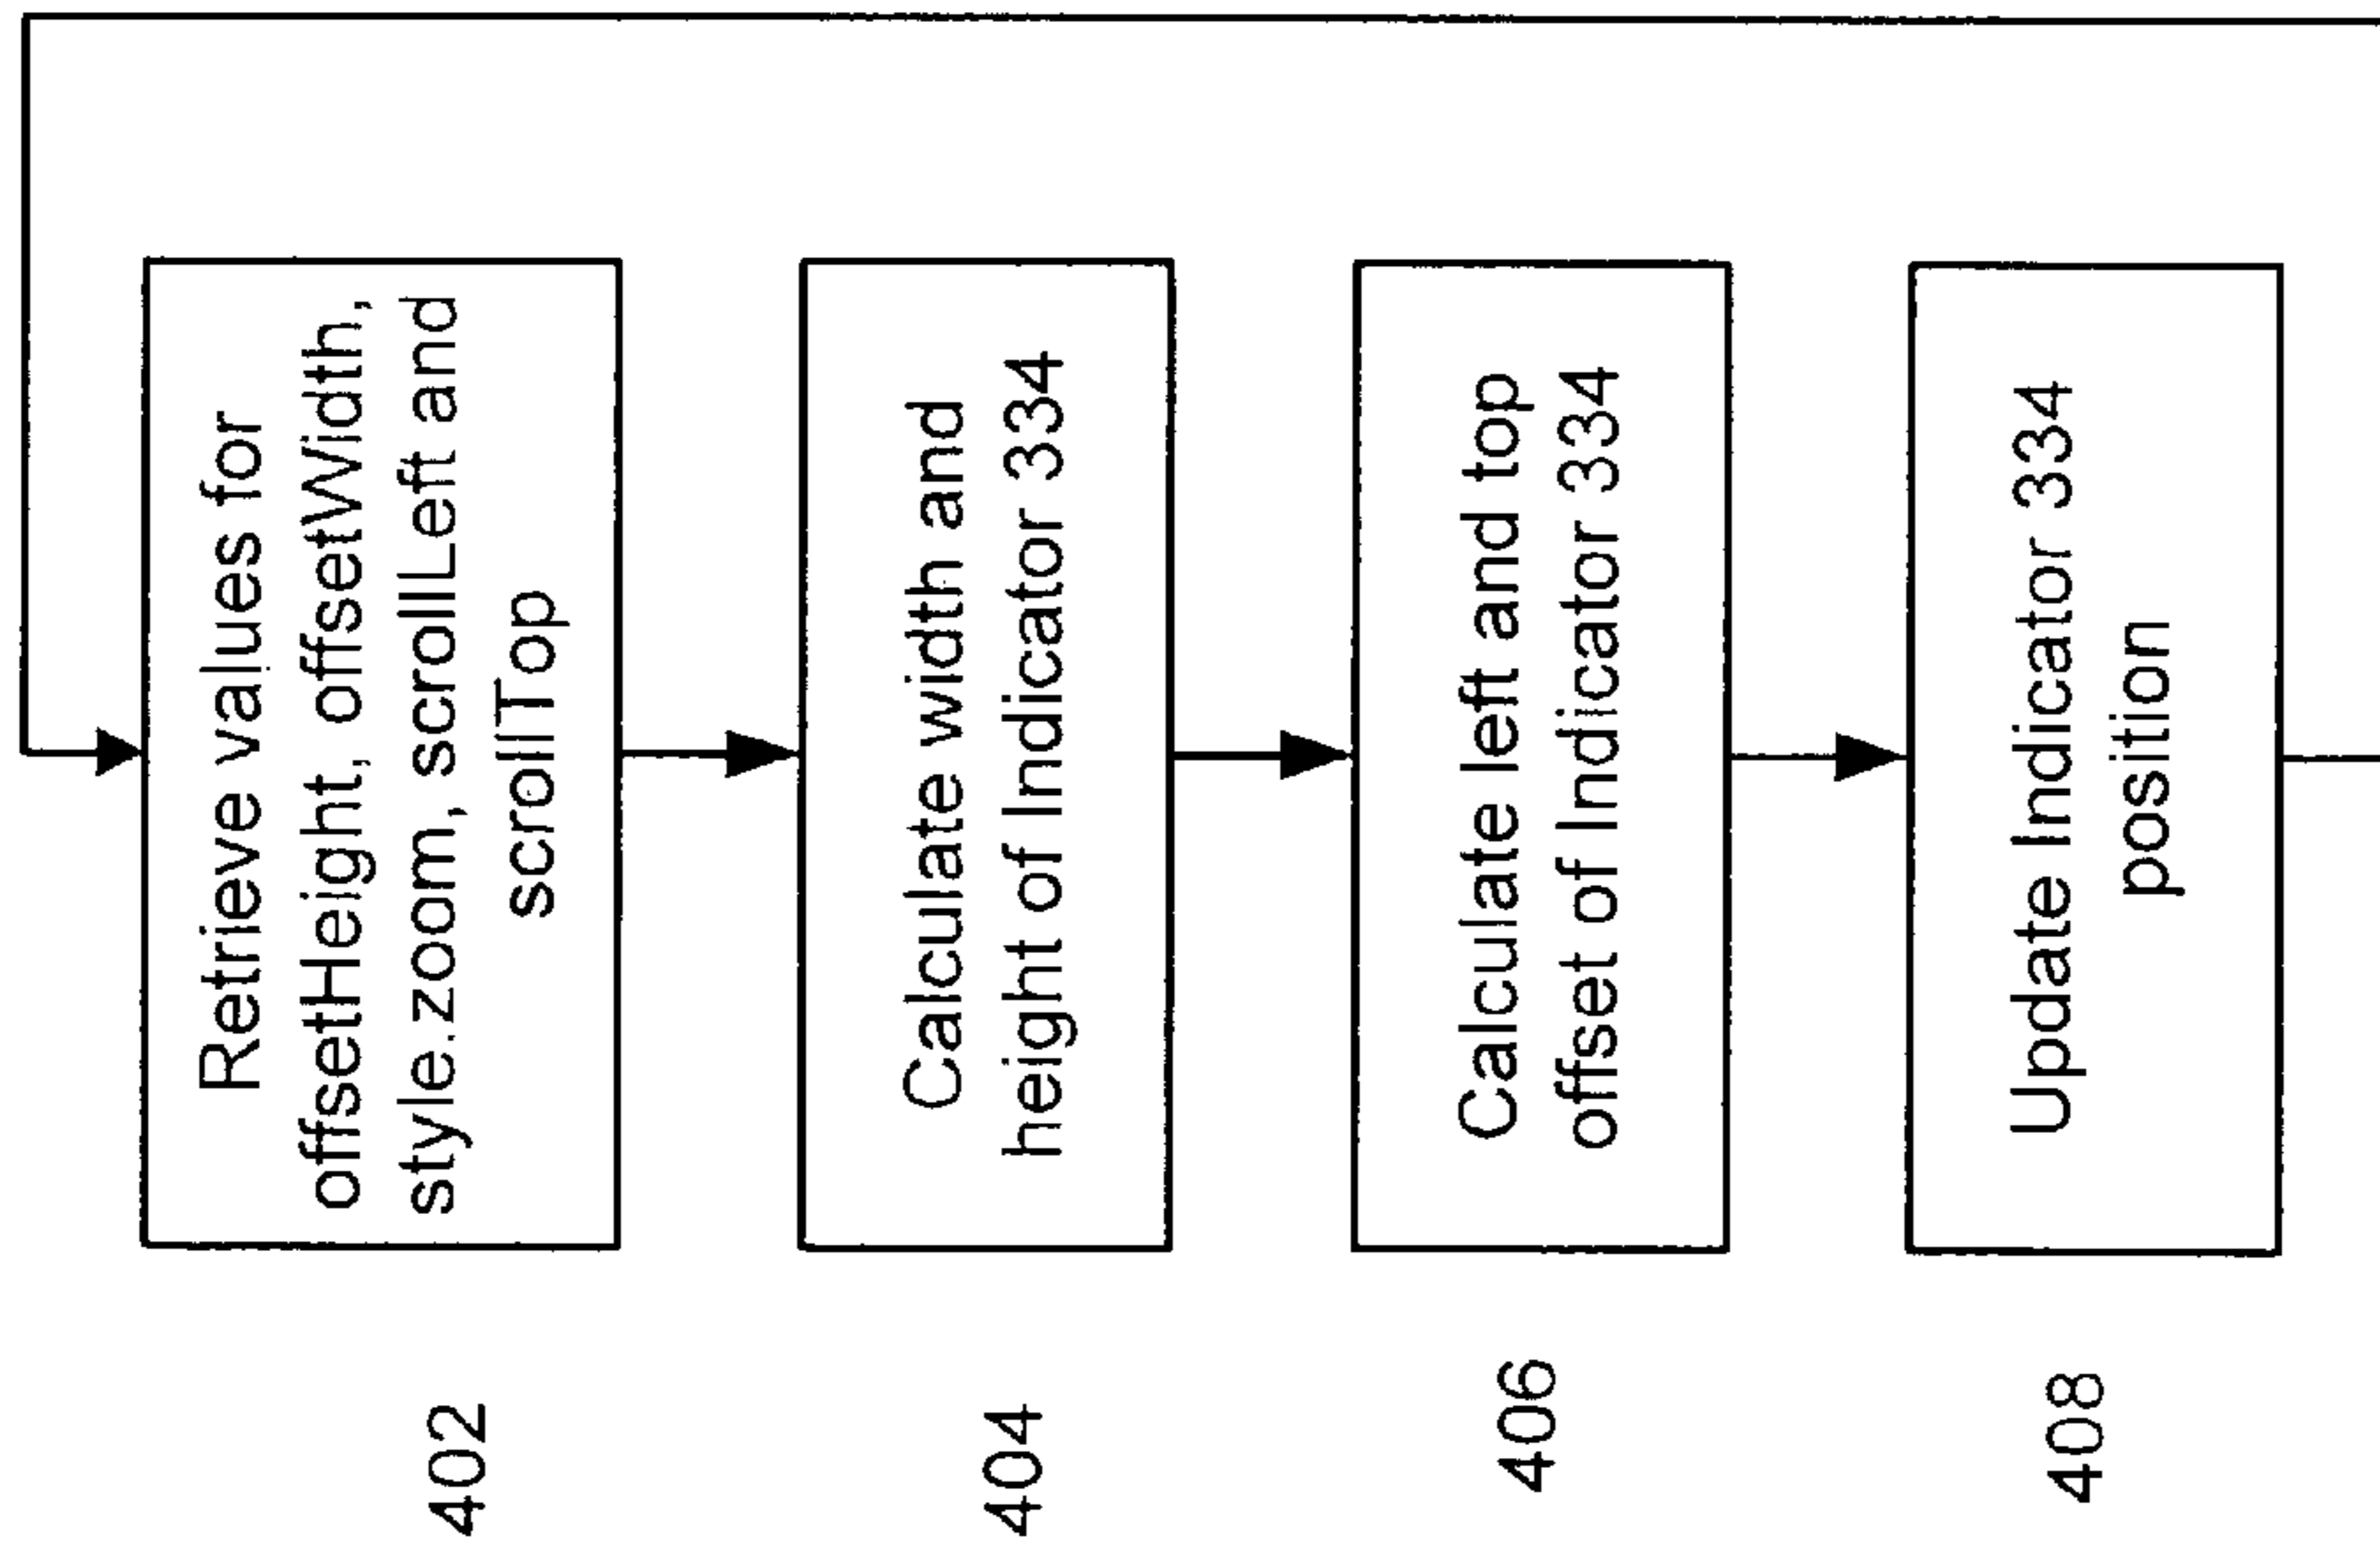 402
Retrieve values for
offsetHeight, offsetWidth,
style.zoom, scrollLeft and
scrollTop
404
Calculate width and
height of Indicator 334
406
Calculate left and top
offset of Indicator 334
408
Update Indicator 334
position